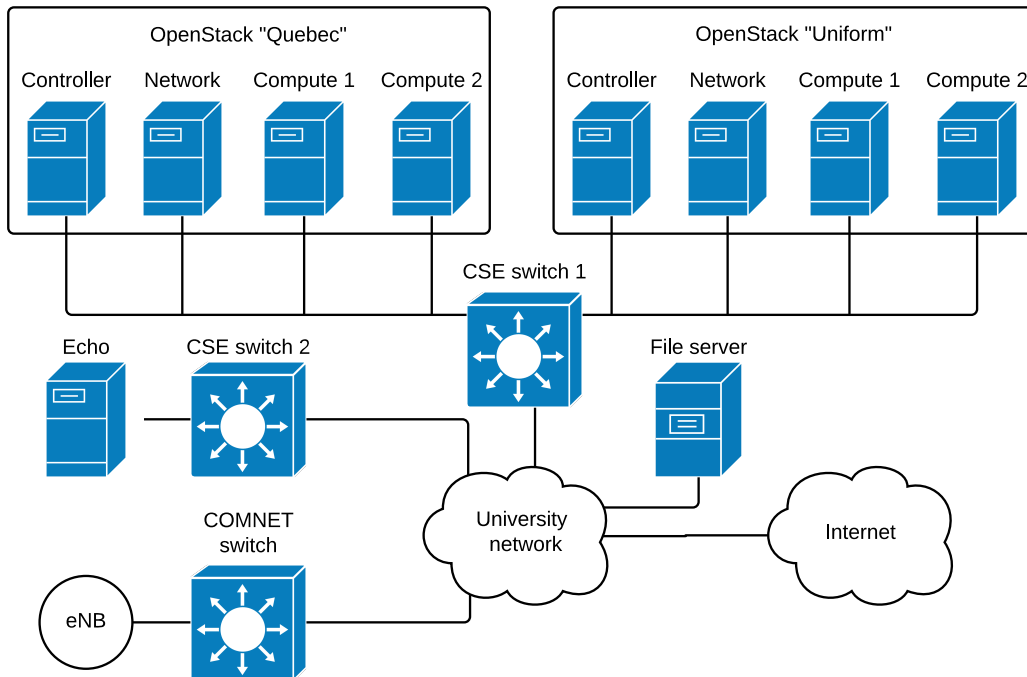 OpenStack "Quebec"
Controller
Network
Compute 1
Compute 2
OpenStack "Uniform"
Controller
Network
Compute 1
Compute 2
CSE switch 1
Echo
CSE switch 2
File server
COMNET
switch
University
network
Internet
eNB